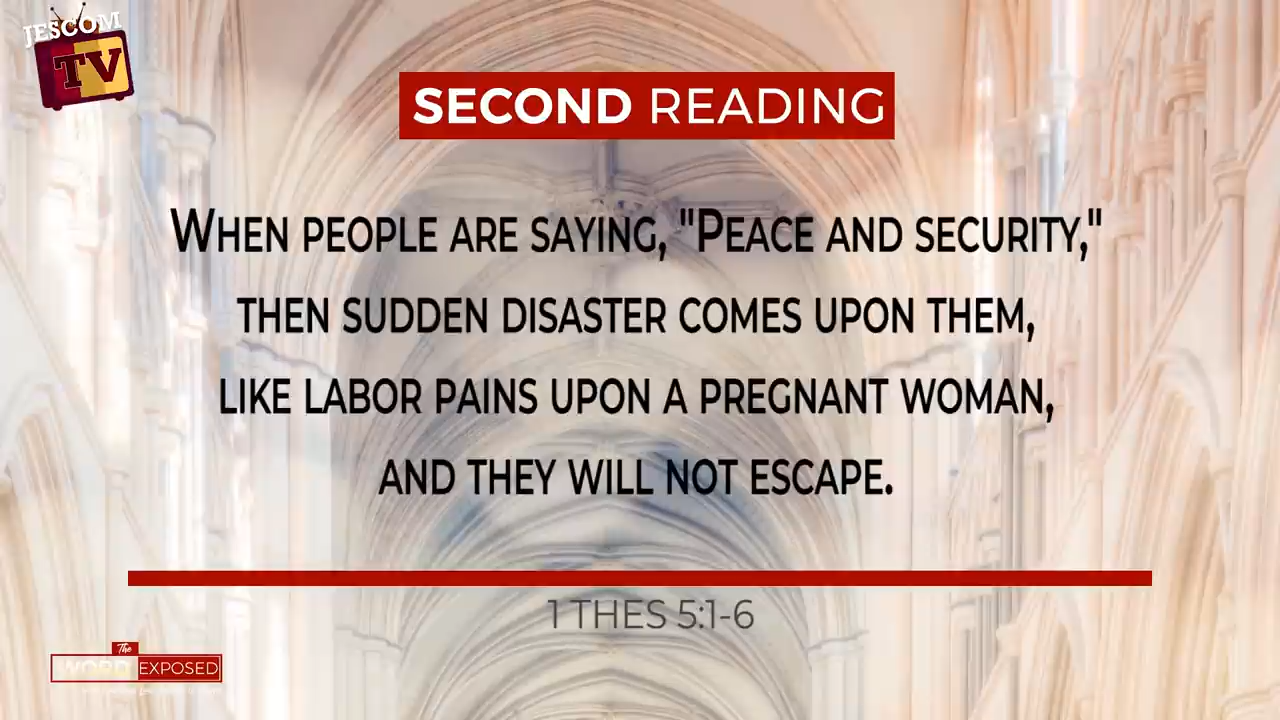 JESCOM
TV
SECOND READING
WHEN PEOPLE ARE SAYING, "PEACE AND SECURITY,"
THEN SUDDEN DISASTER COMES UPON THEM,
LIKE LABOR PAINS UPON A PREGNANT WOMAN,
AND THEY WILL NOT ESCAPE.
1 THES 5:1-6
The
WORD EXPOSED